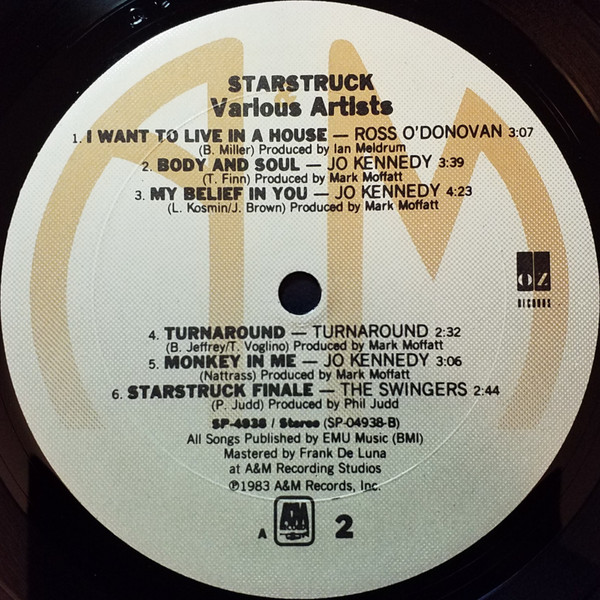 STARSTRUCK
Various Artists
1. I WANT TO LIVE IN A HOUSE — ROSS O'DONOVAN 3:07
(B. Miller) Produced by Ian Meldrum
2. BODY AND SOUL — JO KENNEDY 3:39
(T. Finn) Produced by Mark Moffatt
3. MY BELIEF IN YOU — JO KENNEDY 4:23
(L. Kosmin/J. Brown) Produced by Mark Moffatt
OZ
RECORDS
4. TURNAROUND — TURNAROUND 2:32
(B. Jeffrey/T. Voglino) Produced by Mark Moffatt
5. MONKEY IN ME — JO KENNEDY 3:06
(Nattrass) Produced by Mark Moffatt
6. STARSTRUCK FINALE — THE SWINGERS 2:44
(P. Judd) Produced by Phil Judd
SP-4938 / Stereo (SP-04938-B)
All Songs Published by EMU Music (BMI)
Mastered by Frank De Luna
at A&M Recording Studios
℗1983 A&M Records, Inc.
A A&M RECORDS 2